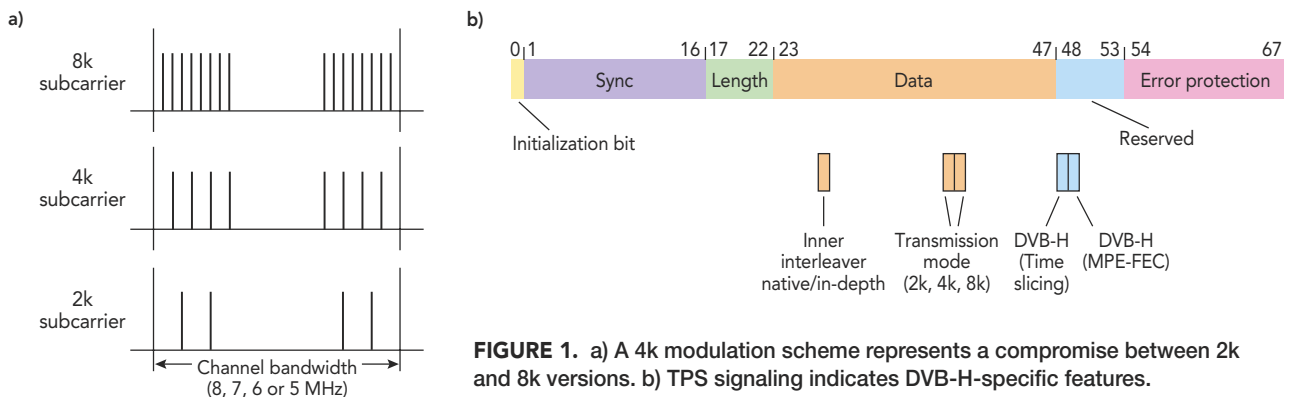 a)
8k
subcarrier
4k
subcarrier
2k
subcarrier
Channel bandwidth
(8, 7, 6 or 5 MHz)
b)
0 1 16 17 22 23 47 48 53 54 67
Sync Length Data Error protection
Initialization bit
Reserved
Inner
interleaver
native/in-depth
Transmission
mode
(2k, 4k, 8k)
DVB-H
(Time
slicing)
DVB-H
(MPE-FEC)
FIGURE 1. a) A 4k modulation scheme represents a compromise between 2k
and 8k versions. b) TPS signaling indicates DVB-H-specific features.